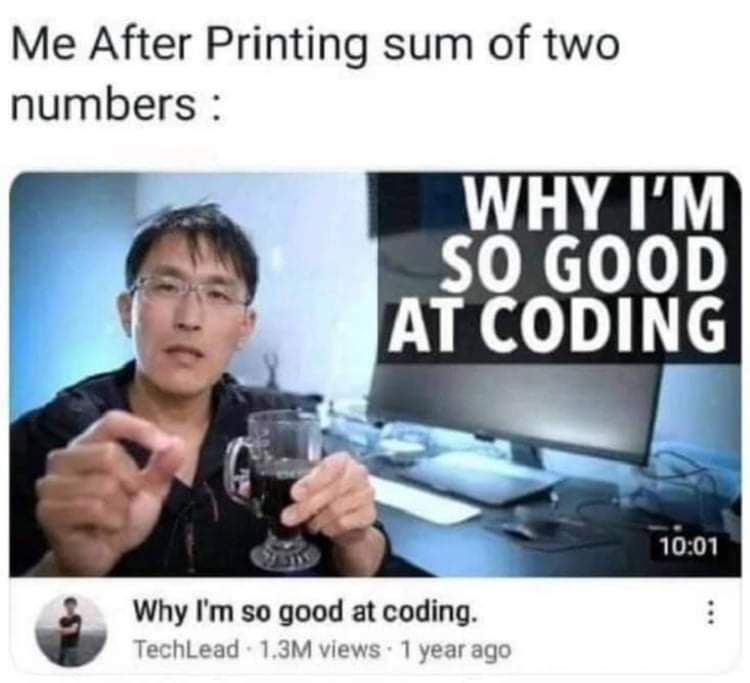 Me After Printing sum of two
numbers :
WHY I'M
SO GOOD
AT CODING
10:01
Why I'm so good at coding.
TechLead · 1.3M views · 1 year ago